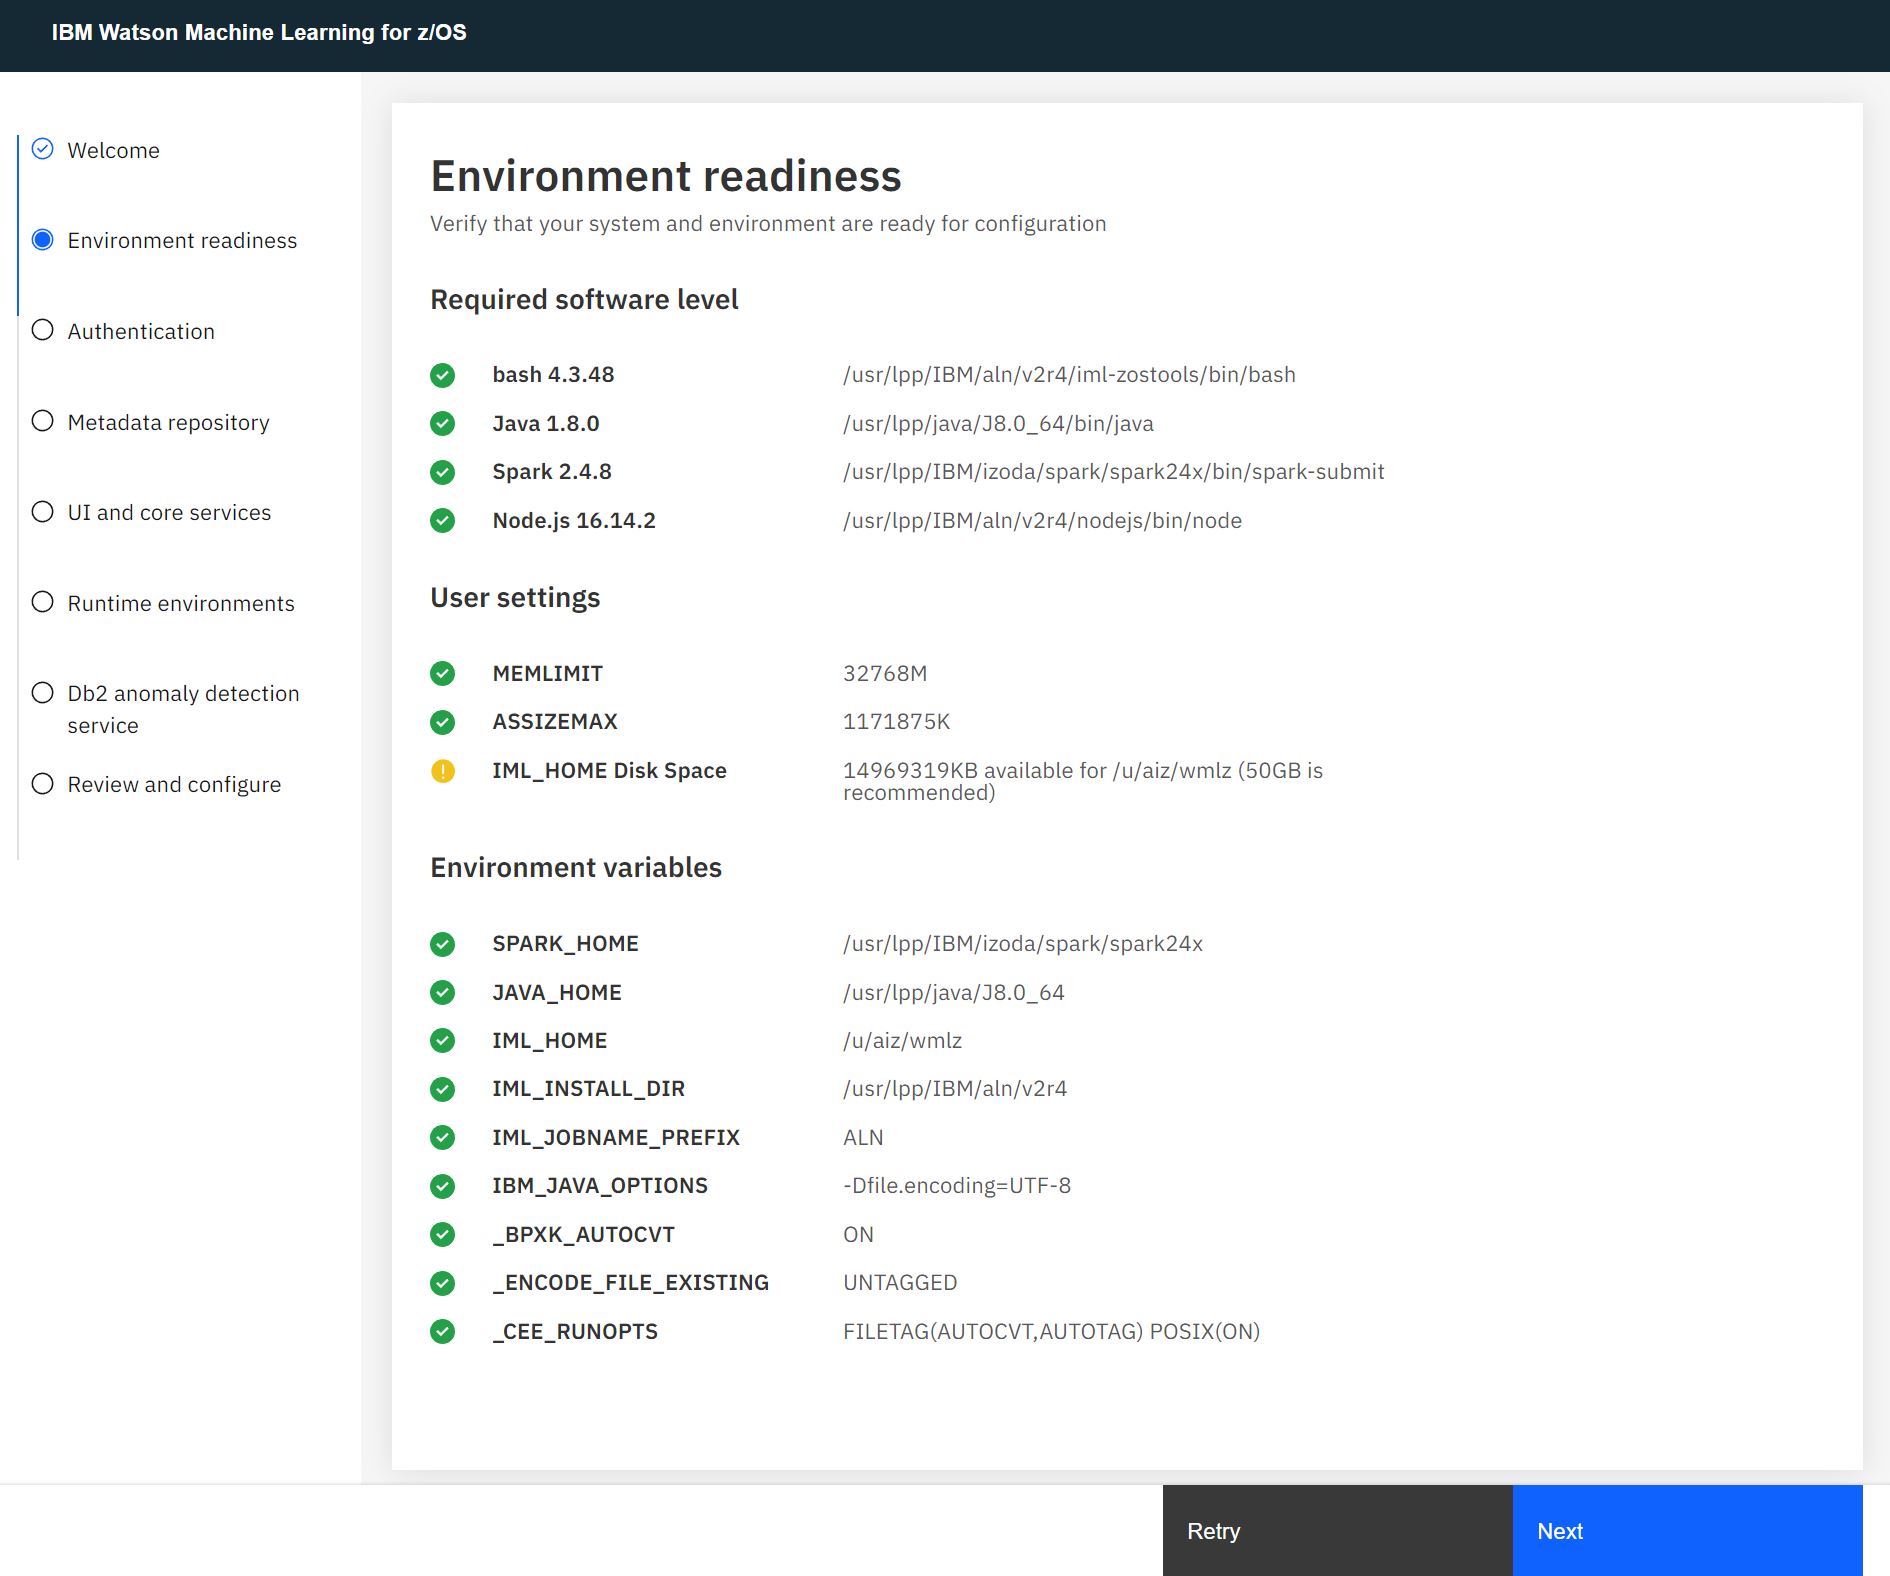 IBM Watson Machine Learning for z/OS
Welcome
Environment readiness
Authentication
Metadata repository
UI and core services
Runtime environments
Db2 anomaly detection
service
Review and configure
Environment readiness
Verify that your system and environment are ready for configuration
Required software level
bash 4.3.48 /usr/lpp/IBM/aln/v2r4/iml-zostools/bin/bash
Java 1.8.0 /usr/lpp/java/J8.0_64/bin/java
Spark 2.4.8 /usr/lpp/IBM/izoda/spark/spark24x/bin/spark-submit
Node.js 16.14.2 /usr/lpp/IBM/aln/v2r4/nodejs/bin/node
User settings
MEMLIMIT 32768M
ASSIZEMAX 1171875K
IML_HOME Disk Space 14969319KB available for /u/aiz/wmlz (50GB is
recommended)
Environment variables
SPARK_HOME /usr/lpp/IBM/izoda/spark/spark24x
JAVA_HOME /usr/lpp/java/J8.0_64
IML_HOME /u/aiz/wmlz
IML_INSTALL_DIR /usr/lpp/IBM/aln/v2r4
IML_JOBNAME_PREFIX ALN
IBM_JAVA_OPTIONS -Dfile.encoding=UTF-8
_BPXK_AUTOCVT ON
_ENCODE_FILE_EXISTING UNTAGGED
_CEE_RUNOPTS FILETAG(AUTOCVT,AUTOTAG) POSIX(ON)
Retry
Next